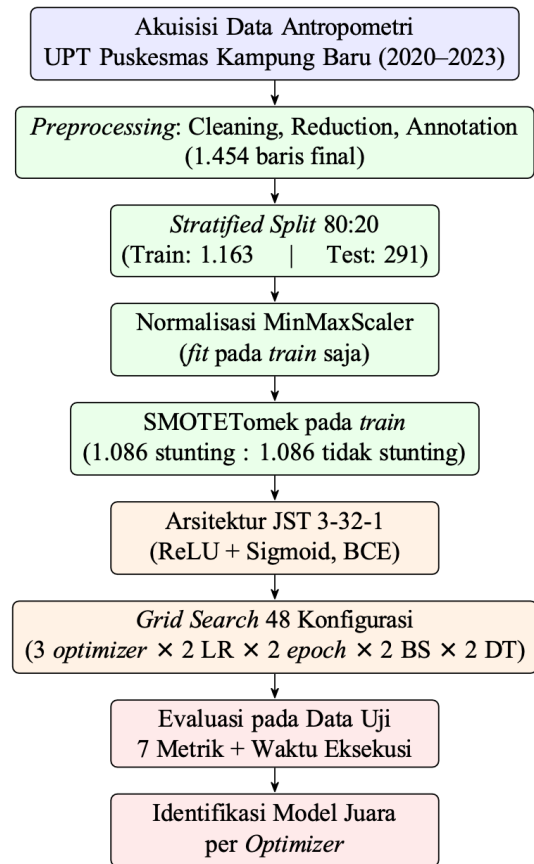 Akuisisi Data Antropometri
UPT Puskesmas Kampung Baru (2020–2023)
Preprocessing: Cleaning, Reduction, Annotation
(1.454 baris final)
Stratified Split 80:20
(Train: 1.163 | Test: 291)
Normalisasi MinMaxScaler
(fit pada train saja)
SMOTETomek pada train
(1.086 stunting : 1.086 tidak stunting)
Arsitektur JST 3-32-1
(ReLU + Sigmoid, BCE)
Grid Search 48 Konfigurasi
(3 optimizer × 2 LR × 2 epoch × 2 BS × 2 DT)
Evaluasi pada Data Uji
7 Metrik + Waktu Eksekusi
Identifikasi Model Juara
per Optimizer